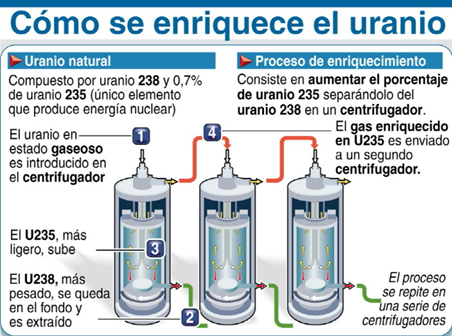 Cómo se enriquece el uranio
Uranio natural
Compuesto por uranio 238 y 0,7%
de uranio 235 (único elemento
que produce energía nuclear)
Proceso de enriquecimiento
Consiste en aumentar el porcentaje
de uranio 235 separándolo del
uranio 238 en un centrifugador.
1
El uranio en
estado gaseoso
es introducido en
el centrifugador
4
El gas enriquecido
en U235 es enviado
a un segundo
centrifugador.
El U235, más
ligero, sube
3
El U238, más
pesado, se queda
en el fondo y
es extraído
2
El proceso
se repite en
una serie de
centrifugadores